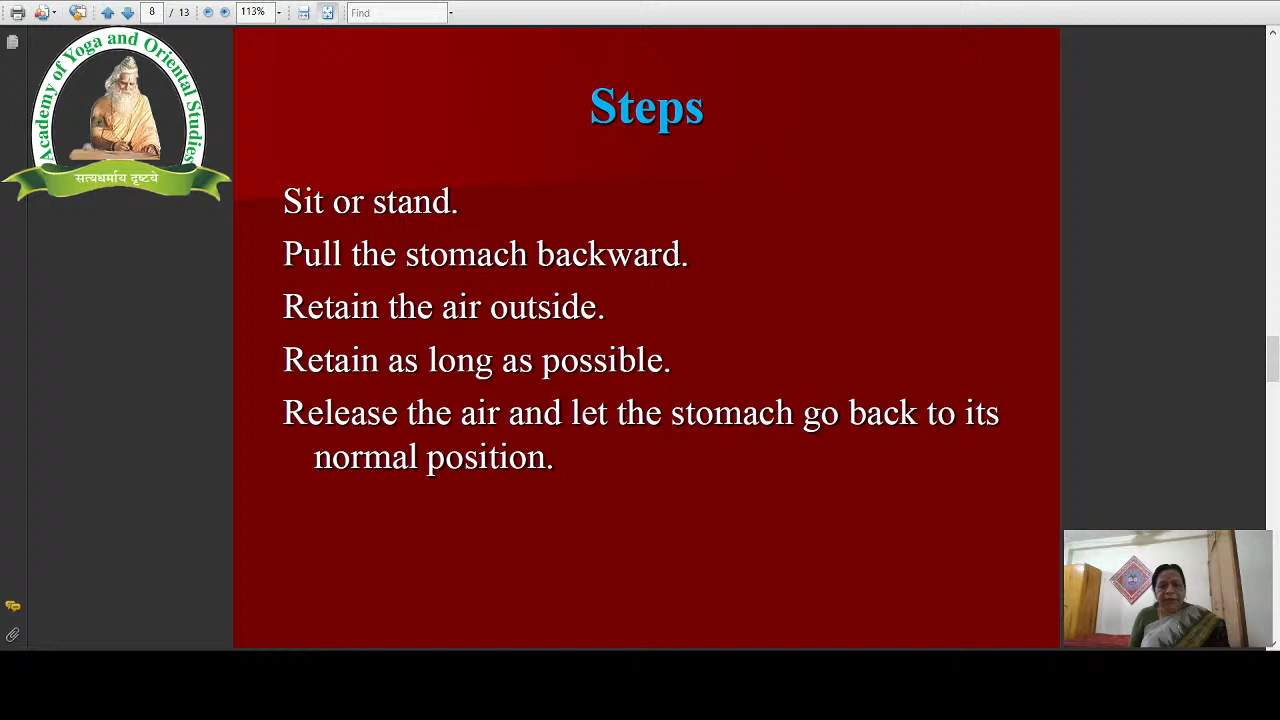 8 / 13 113% Find
Academy of Yoga and Oriental Studies
सत्यधर्माय दृष्टये
Steps
Sit or stand.
Pull the stomach backward.
Retain the air outside.
Retain as long as possible.
Release the air and let the stomach go back to its
normal position.